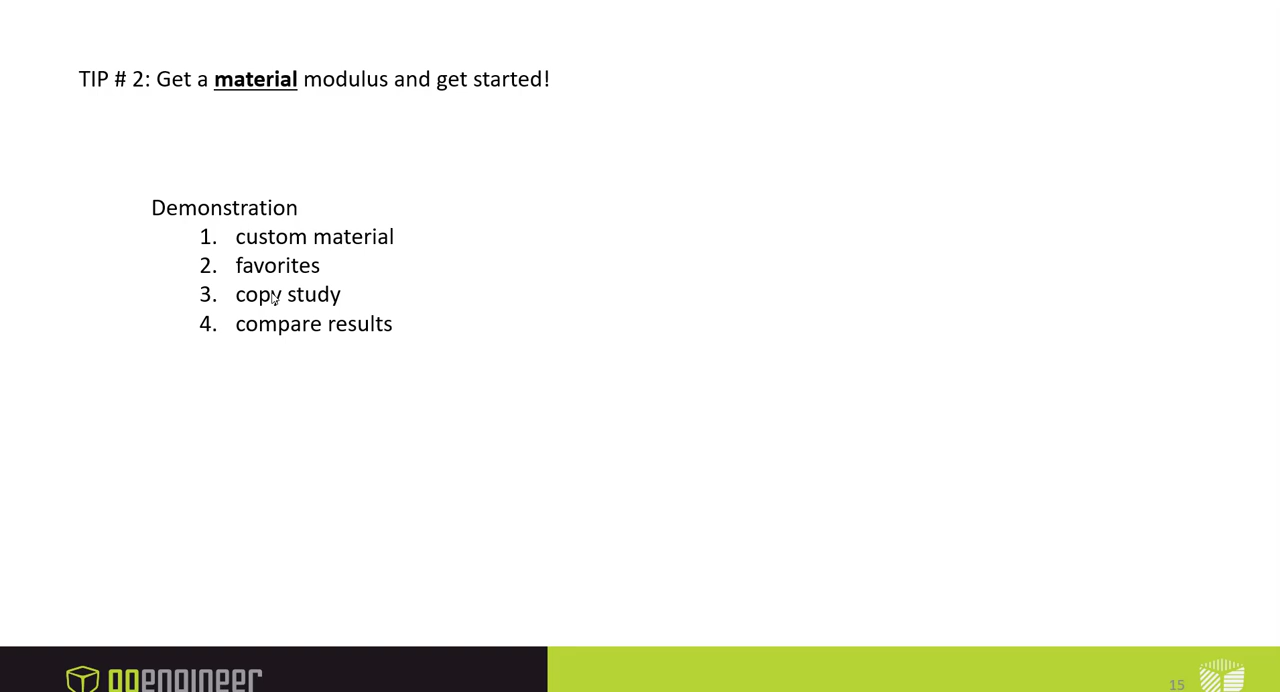 TIP # 2: Get a material modulus and get started!
Demonstration
1. custom material
2. favorites
3. copy study
4. compare results
goengineer
15